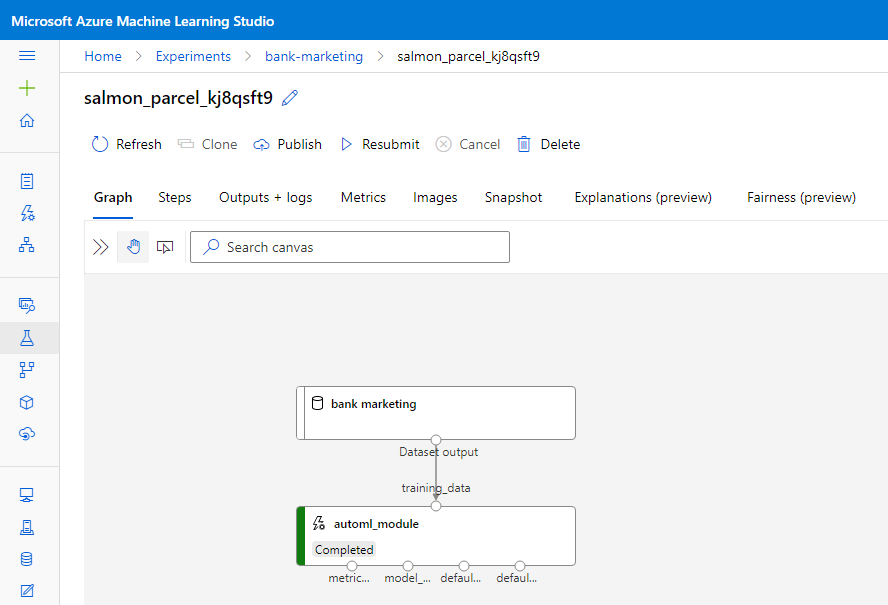 Microsoft Azure Machine Learning Studio
Home > Experiments > bank-marketing > salmon_parcel_kj8qsft9
salmon_parcel_kj8qsft9
Refresh Clone Publish Resubmit Cancel Delete
Graph Steps Outputs + logs Metrics Images Snapshot Explanations (preview) Fairness (preview)
Search canvas
bank marketing
Dataset output
training_data
automl_module
Completed
metric... model_... defaul... defaul...